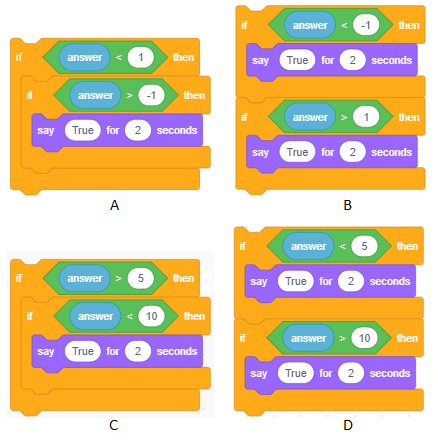 if answer < 1 then
if answer > -1 then
say True for 2 seconds
A
if answer < -1 then
say True for 2 seconds
if answer > 1 then
say True for 2 seconds
B
if answer > 5 then
if answer < 10 then
say True for 2 seconds
C
if answer < 5 then
say True for 2 seconds
if answer > 10 then
say True for 2 seconds
D